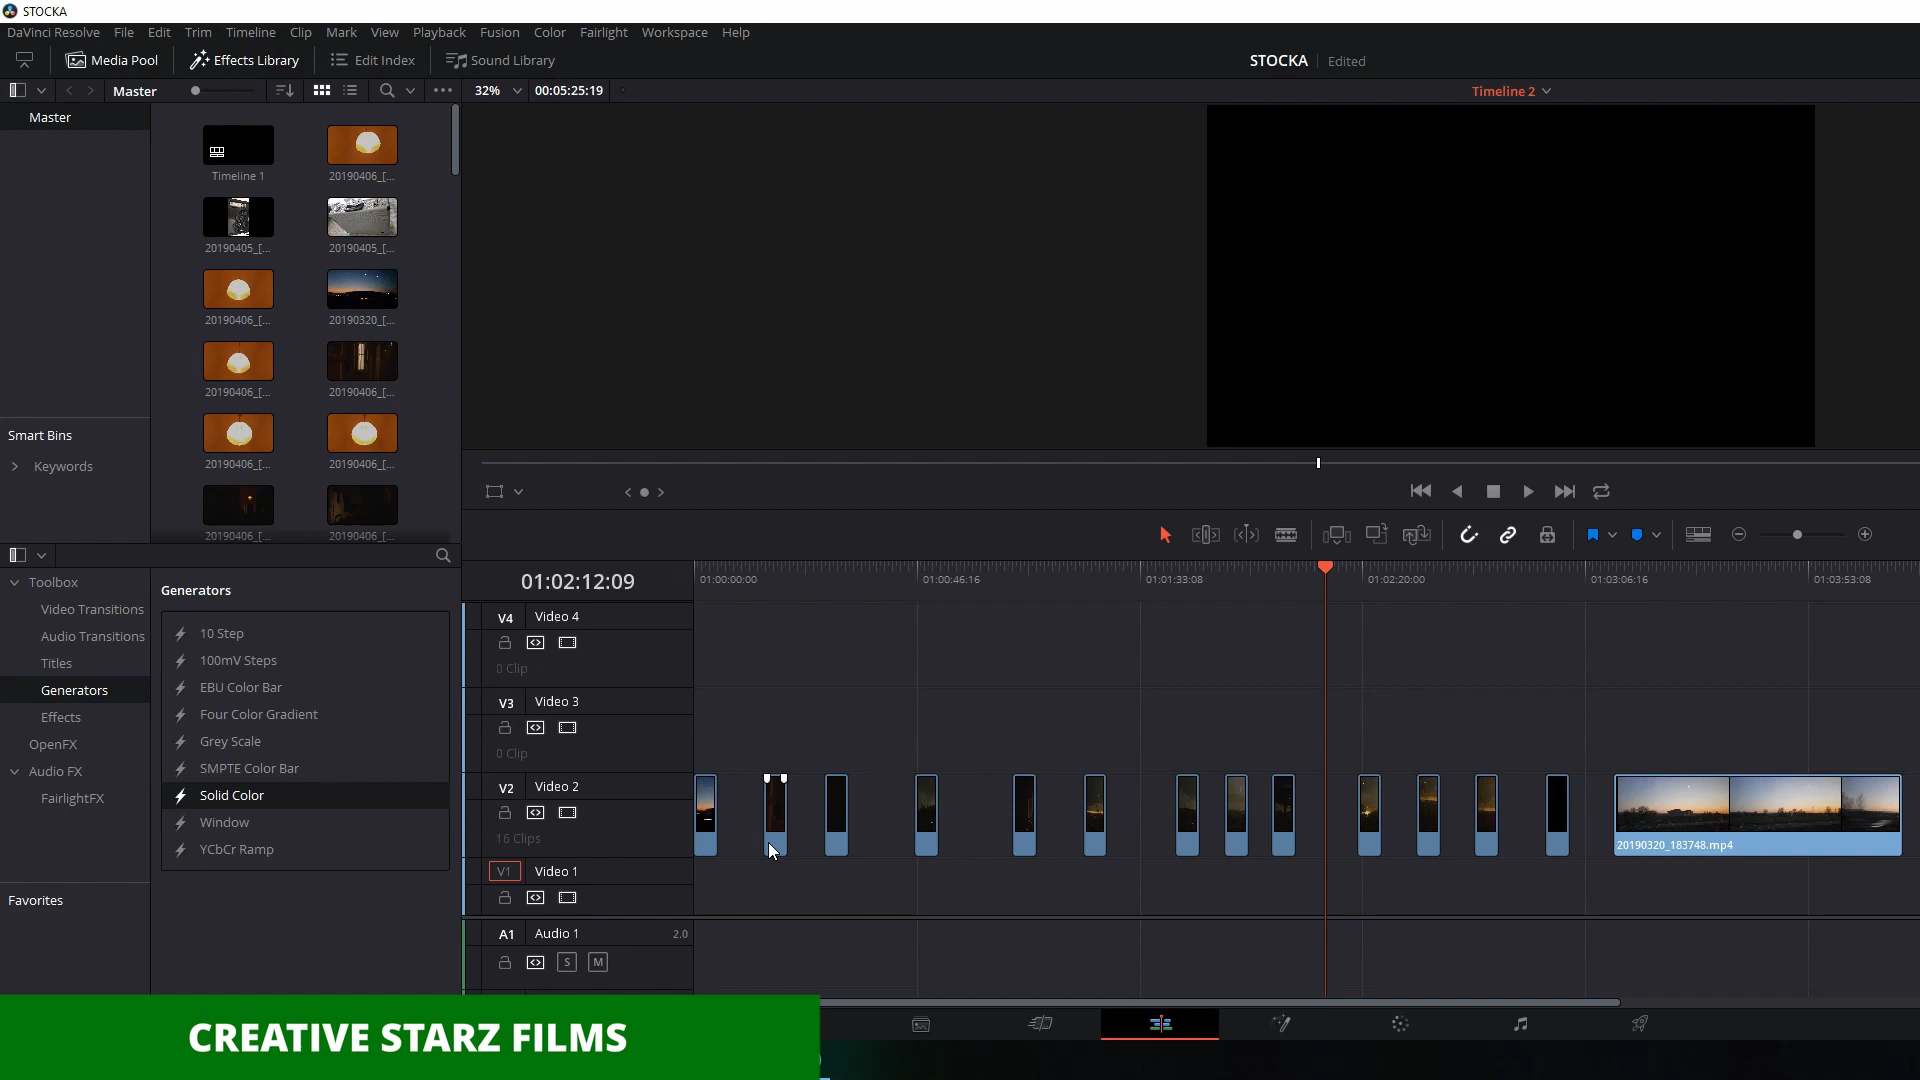 STOCKA
DaVinci Resolve File Edit Trim Timeline Clip Mark View Playback Fusion Color Fairlight Workspace Help
Media Pool Effects Library Edit Index Sound Library STOCKA Edited
Master 32% 00:05:25:19 Timeline 2
Master
Timeline 1 20190406_[...
20190405_[... 20190405_[...
20190406_[... 20190320_[...
20190406_[... 20190406_[...
20190406_[... 20190406_[...
20190406_[... 20190406_[...
Smart Bins
Keywords
Toolbox
Video Transitions
Audio Transitions
Titles
Generators
Effects
OpenFX
Audio FX
FairlightFX
Favorites
Generators
10 Step
100mV Steps
EBU Color Bar
Four Color Gradient
Grey Scale
SMPTE Color Bar
Solid Color
Window
YCbCr Ramp
01:02:12:09 01:00:00:00 01:00:46:16 01:01:33:08 01:02:20:00 01:03:06:16 01:03:53:08
V4 Video 4
0 Clip
V3 Video 3
0 Clip
V2 Video 2
16 Clips
20190320_183748.mp4
V1 Video 1
A1 Audio 1 2.0
S M
CREATIVE STARZ FILMS